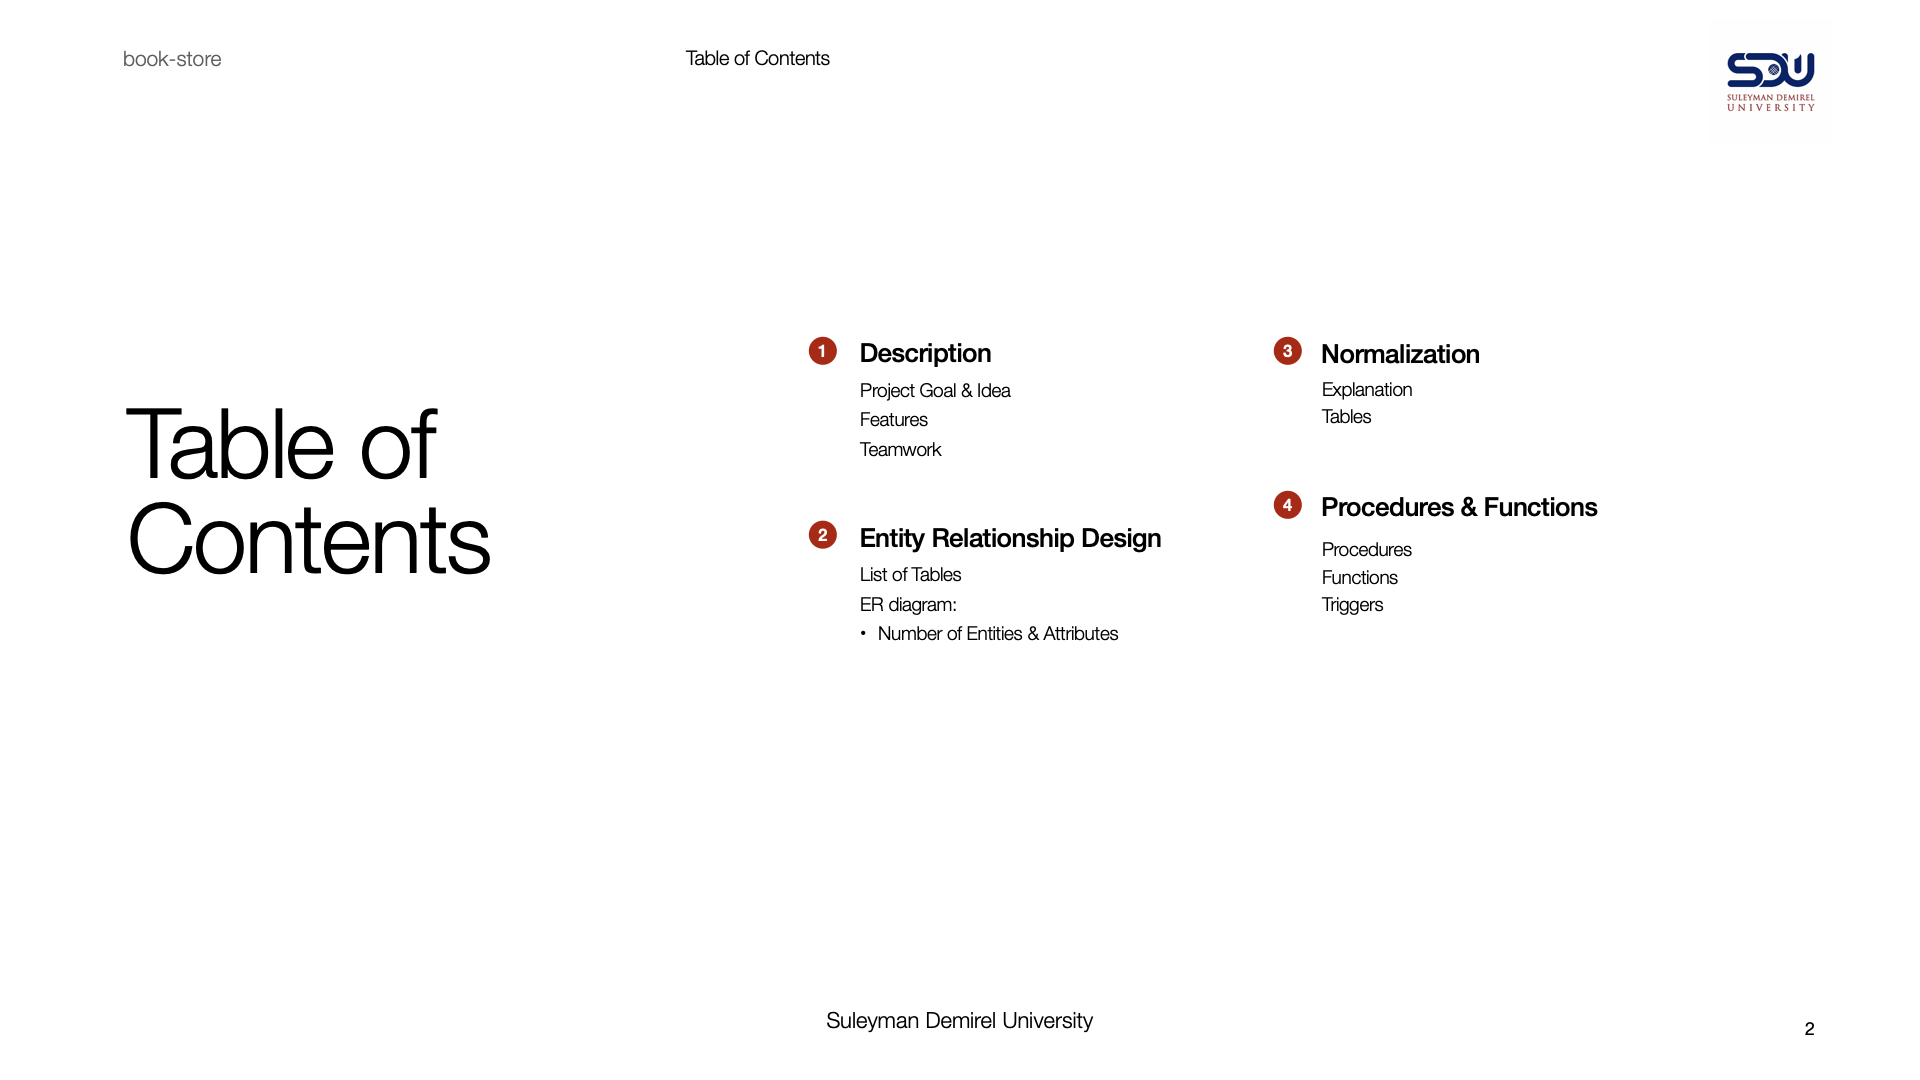 book-store
Table of Contents
SDU
SULEYMAN DEMIREL
UNIVERSITY
Table of
Contents
1 Description
Project Goal & Idea
Features
Teamwork
2 Entity Relationship Design
List of Tables
ER diagram:
• Number of Entities & Attributes
3 Normalization
Explanation
Tables
4 Procedures & Functions
Procedures
Functions
Triggers
Suleyman Demirel University
2